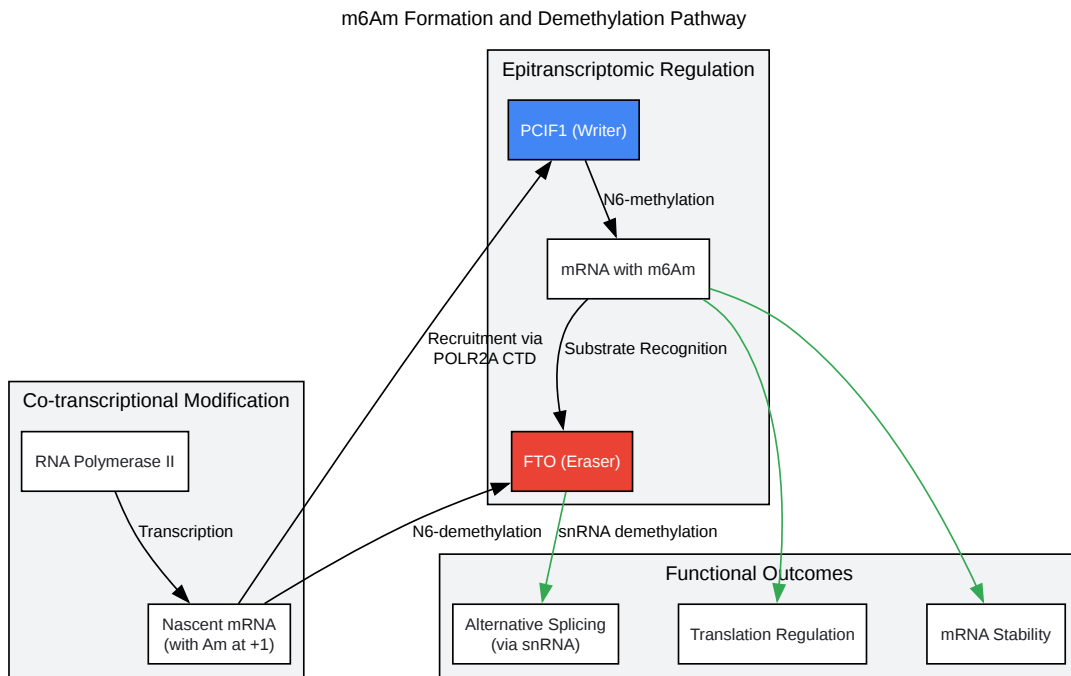 m6Am Formation and Demethylation Pathway
Epitranscriptomic Regulation
PCIF1 (Writer)
N6-methylation
mRNA with m6Am
Recruitment via
POLR2A CTD
Substrate Recognition
Co-transcriptional Modification
RNA Polymerase II
FTO (Eraser)
Transcription
N6-demethylation
snRNA demethylation
Functional Outcomes
Nascent mRNA
(with Am at +1)
Alternative Splicing
(via snRNA)
Translation Regulation
mRNA Stability